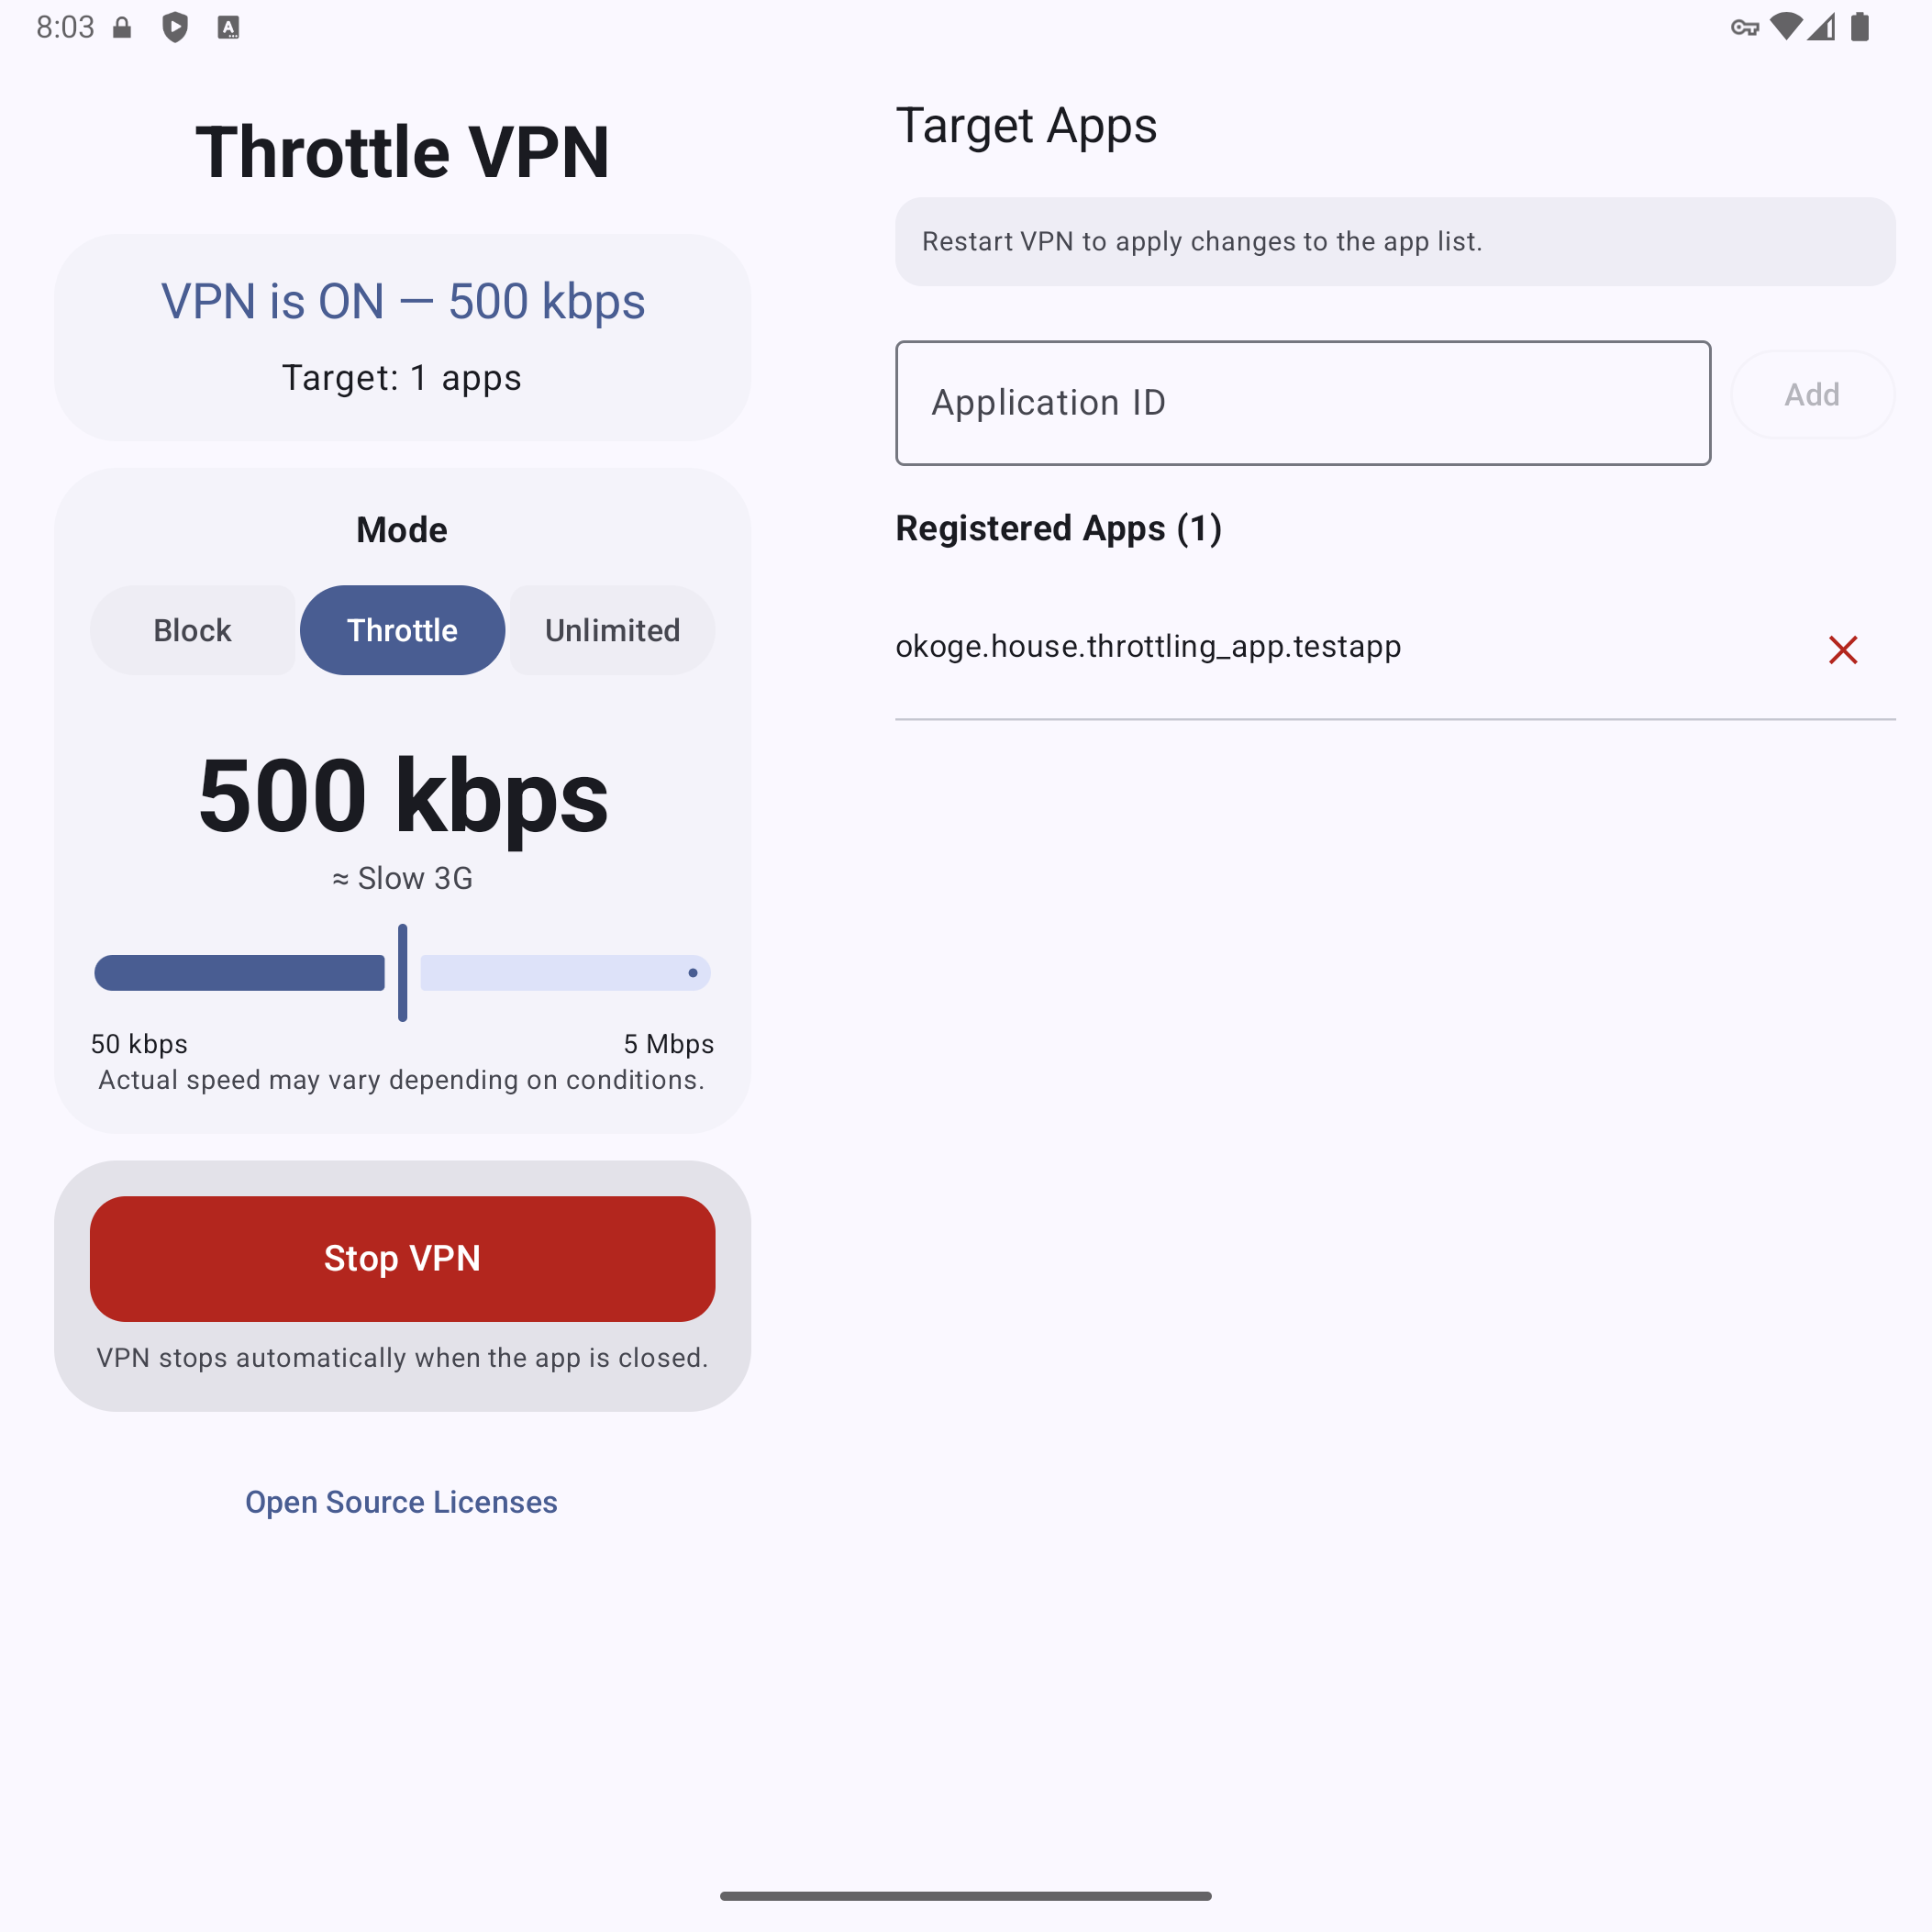 8:03
Throttle VPN
VPN is ON — 500 kbps
Target: 1 apps
Mode
Block Throttle Unlimited
500 kbps
≈ Slow 3G
50 kbps 5 Mbps
Actual speed may vary depending on conditions.
Stop VPN
VPN stops automatically when the app is closed.
Open Source Licenses
Target Apps
Restart VPN to apply changes to the app list.
Application ID Add
Registered Apps (1)
okoge.house.throttling_app.testapp